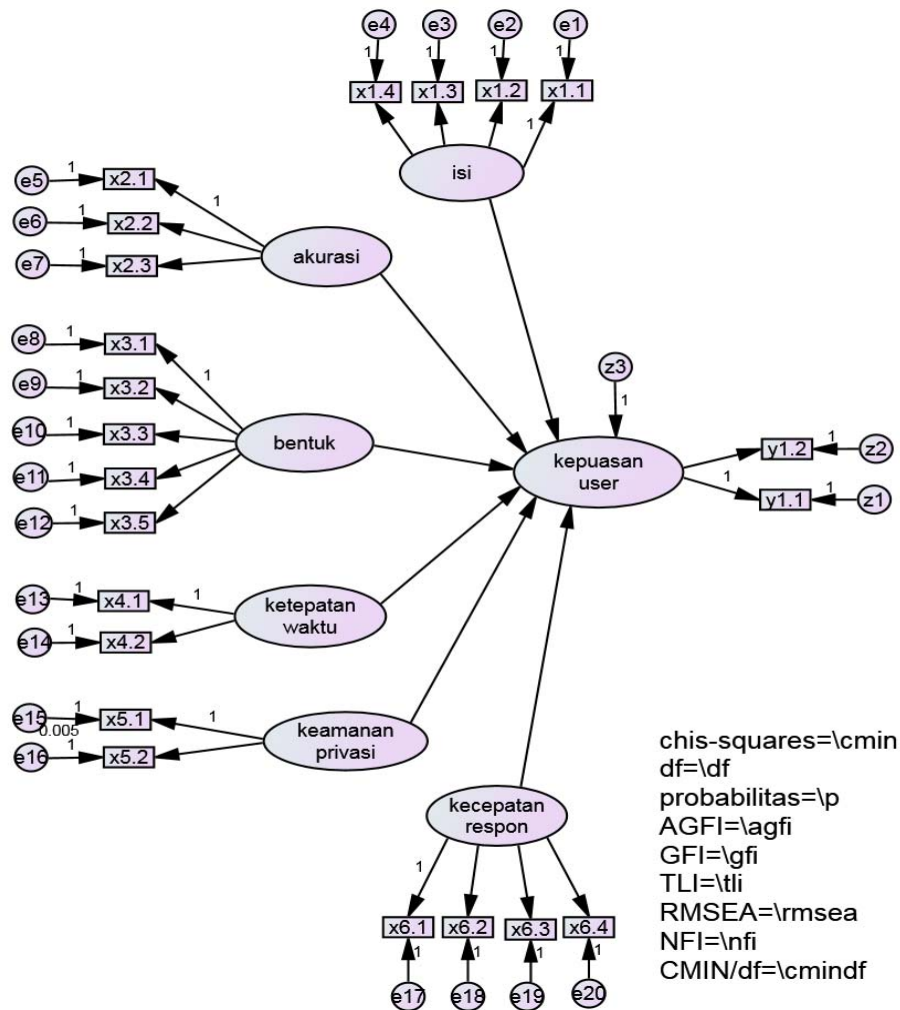 e4 e3 e2 e1
1 1 1 1
x1.4 x1.3 x1.2 x1.1
1
isi
e5 1 x2.1
1
e6 1 x2.2
e7 1 x2.3
akurasi
e8 1 x3.1
1
e9 1 x3.2
e10 1 x3.3
e11 1 x3.4
e12 1 x3.5
bentuk
z3
1
kepuasan
user
y1.2 1 z2
1
y1.1 1 z1
e13 1 x4.1 1
e14 1 x4.2
ketepatan
waktu
e15 1 x5.1 1
0.005
e16 1 x5.2
keamanan
privasi
kecepatan
respon
1
x6.1 x6.2 x6.3 x6.4
1 1 1 1
e17 e18 e19 e20
chis-squares=\cmin
df=\df
probabilitas=\p
AGFI=\agfi
GFI=\gfi
TLI=\tli
RMSEA=\rmsea
NFI=\nfi
CMIN/df=\cmindf